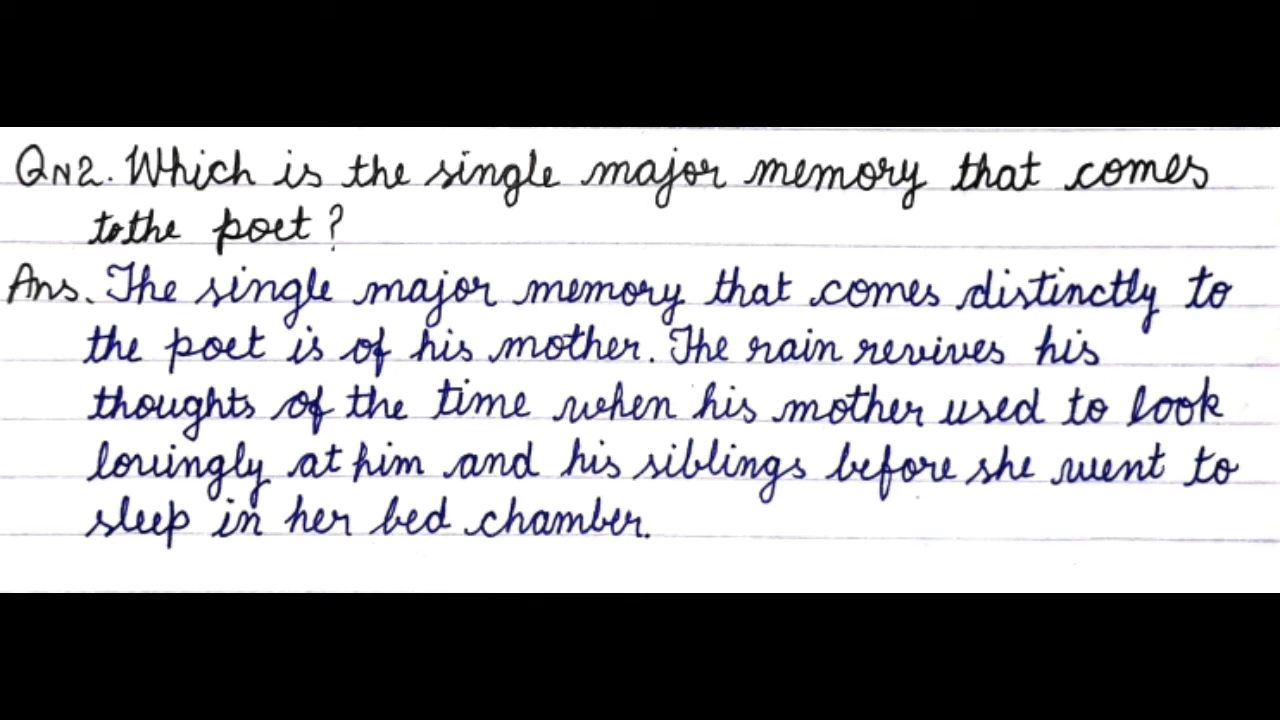 QN2. Which is the single major memory that comes
to the poet?
Ans. The single major memory that comes distinctly to
the poet is of his mother. The rain revives his
thoughts of the time when his mother used to look
lovingly at him and his siblings before she went to
sleep in her bed chamber.